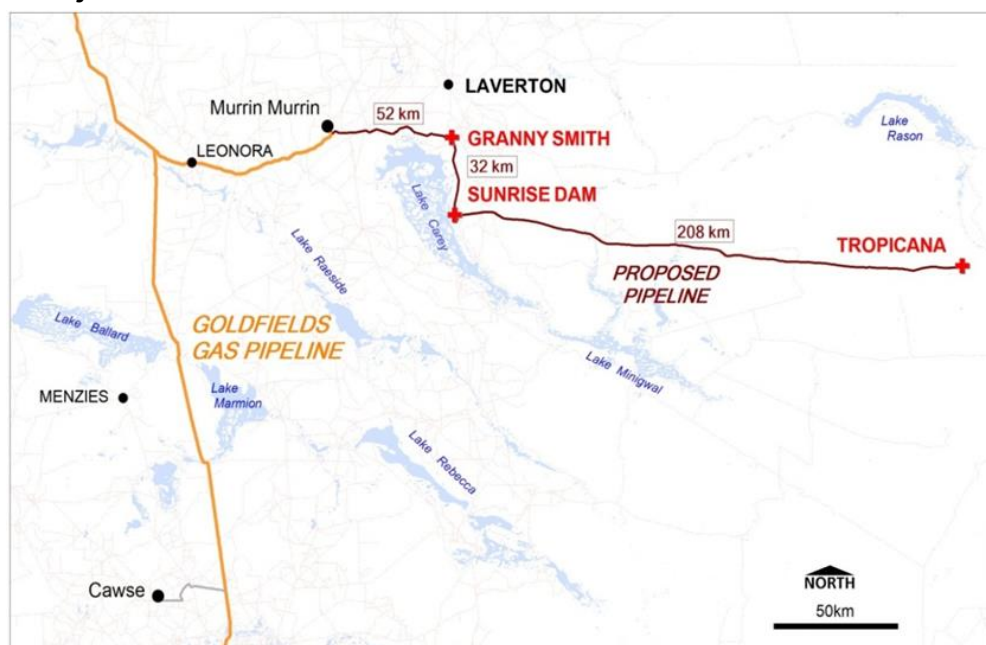 LAVERTON
Murrin Murrin
52 km
Lake
Rason
GRANNY SMITH
LEONORA
32 km
SUNRISE DAM
Lake Carey
208 km
TROPICANA
Lake Raeside
PROPOSED
PIPELINE
Lake Ballard
GOLDFIELDS
GAS PIPELINE
Lake Minigwal
MENZIES
Lake
Marmion
Lake Rebecca
Cawse
NORTH
50km